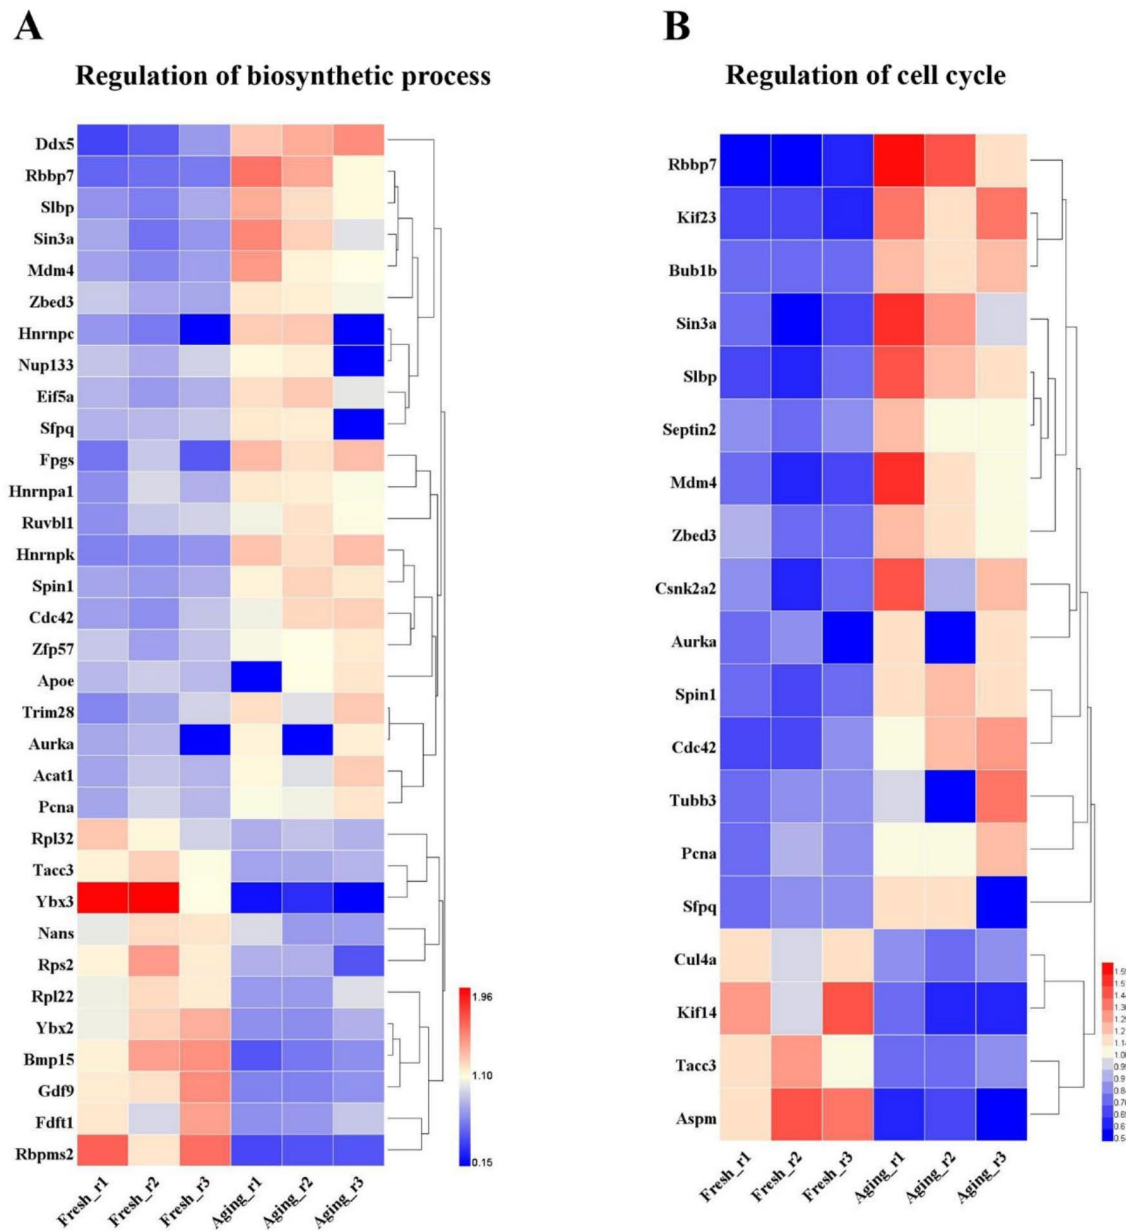 A
Regulation of biosynthetic process
Ddx5
Rbbp7
Slbp
Sin3a
Mdm4
Zbed3
Hnrnpc
Nup133
Eif5a
Sfpq
Fpgs
Hnrnpa1
Ruvbl1
Hnrnpk
Spin1
Cdc42
Zfp57
Apoe
Trim28
Aurka
Acat1
Pcna
Rpl32
Tacc3
Ybx3
Nans
Rps2
Rpl22
Ybx2
Bmp15
Gdf9
Fdft1
Rbpms2
1.96
1.10
0.15
Fresh_r1
Fresh_r2
Fresh_r3
Aging_r1
Aging_r2
Aging_r3
B
Regulation of cell cycle
Rbbp7
Kif23
Bub1b
Sin3a
Slbp
Septin2
Mdm4
Zbed3
Csnk2a2
Aurka
Spin1
Cdc42
Tubb3
Pcna
Sfpq
Cul4a
Kif14
Tacc3
Aspm
Fresh_r1
Fresh_r2
Fresh_r3
Aging_r1
Aging_r2
Aging_r3